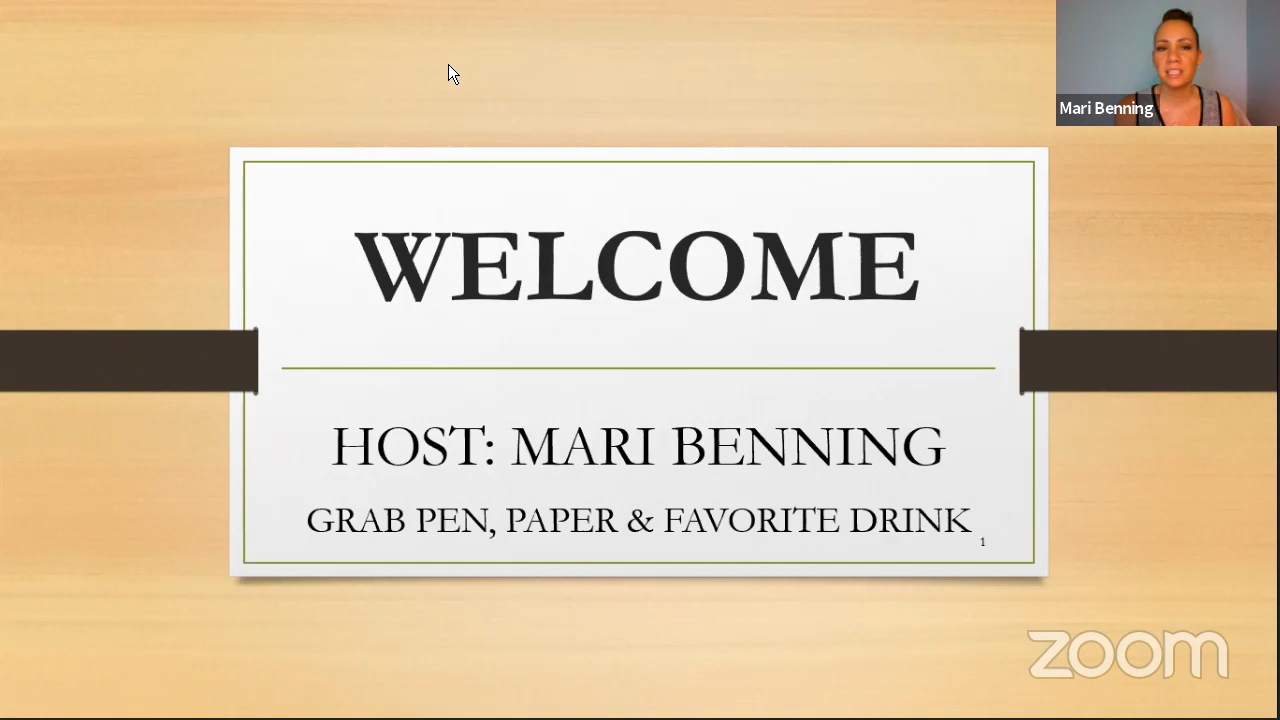 Mari Benning
WELCOME
HOST: MARI BENNING
GRAB PEN, PAPER & FAVORITE DRINK
1
zoom